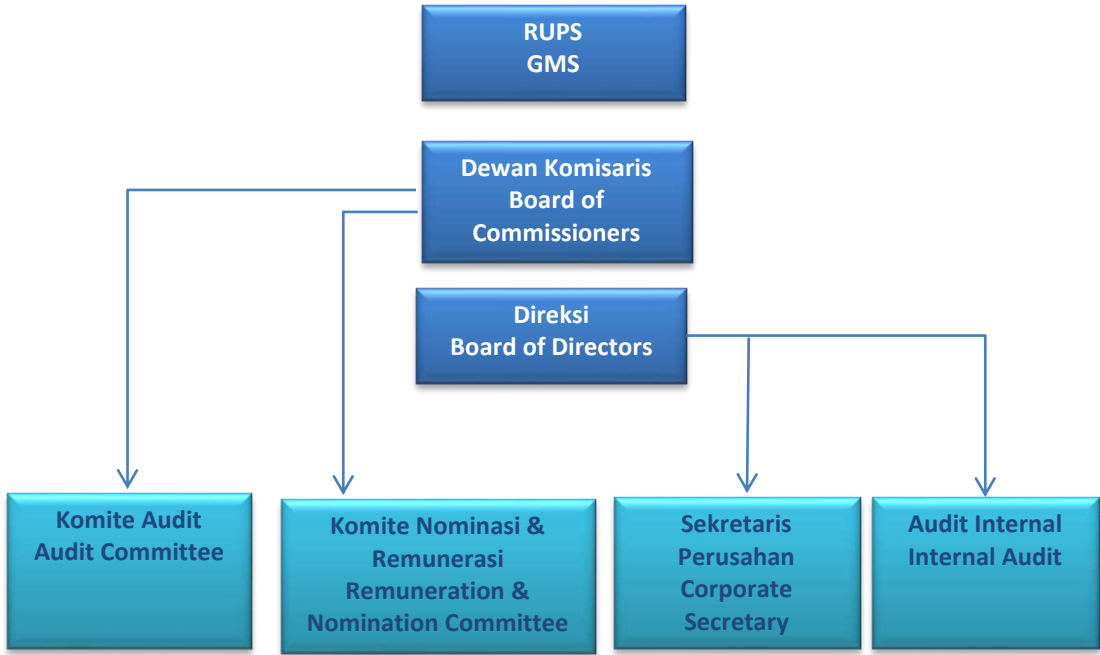 RUPS
GMS
Dewan Komisaris
Board of
Commissioners
Direksi
Board of Directors
Komite Audit
Audit Committee
Komite Nominasi &
Remunerasi
Remuneration &
Nomination Committee
Sekretaris
Perusahan
Corporate
Secretary
Audit Internal
Internal Audit